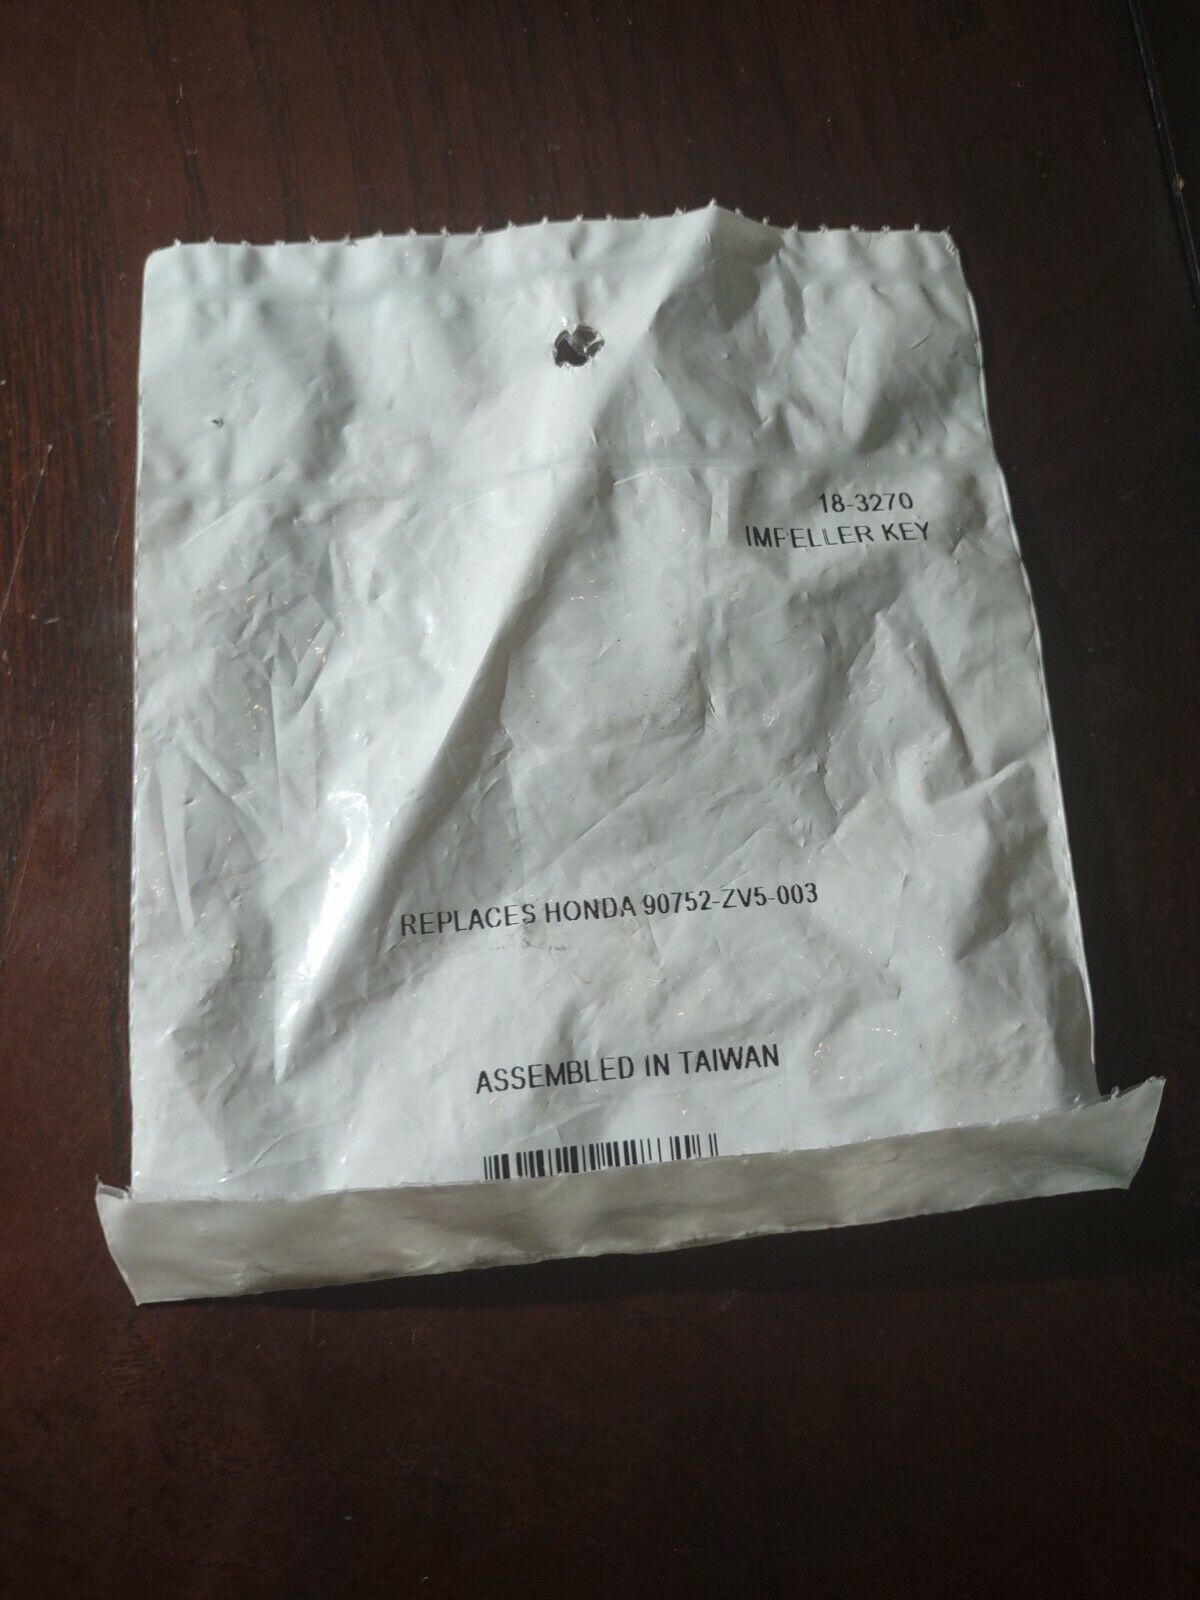 18-3270
IMPELLER KEY
REPLACES HONDA 90752-ZV5-003
ASSEMBLED IN TAIWAN